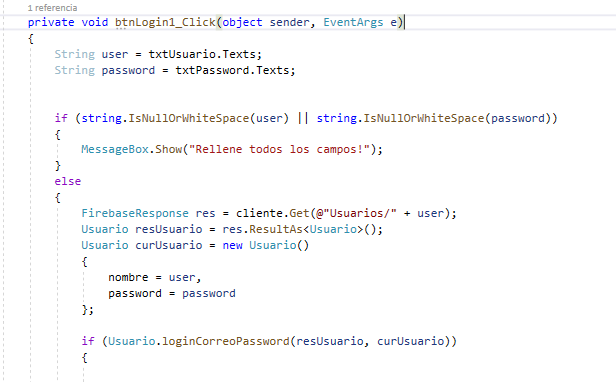 1 referencia
private void btnLogin1_Click(object sender, EventArgs e)
{
String user = txtUsuario.Texts;
String password = txtPassword.Texts;
if (string.IsNullOrWhiteSpace(user) || string.IsNullOrWhiteSpace(password))
{
MessageBox.Show("Rellene todos los campos!");
}
else
{
FirebaseResponse res = cliente.Get(@"Usuarios/" + user);
Usuario resUsuario = res.ResultAs<Usuario>();
Usuario curUsuario = new Usuario()
{
nombre = user,
password = password
};
if (Usuario.loginCorreoPassword(resUsuario, curUsuario))
{